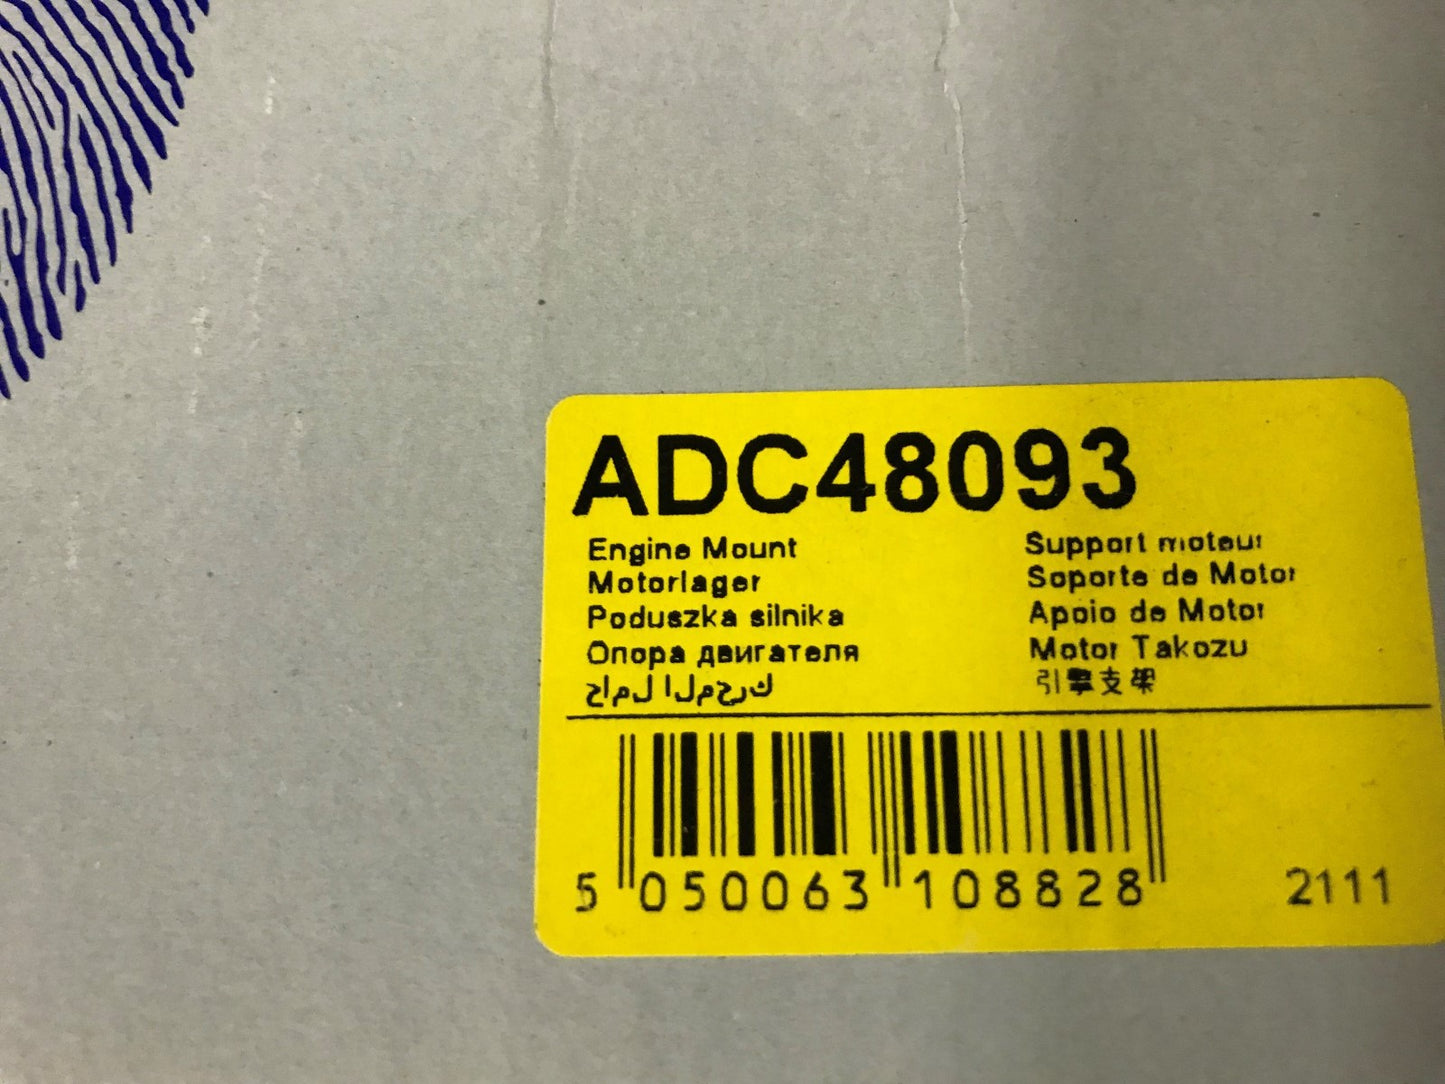 ADC48093
Engine Mount
Motorlager
Poduszka silnika
Опора двигателя
حامل المحرك
Support moteur
Soporte de Motor
Apoio de Motor
Motor Takozu
引擎支架
5 050063 108828
2111